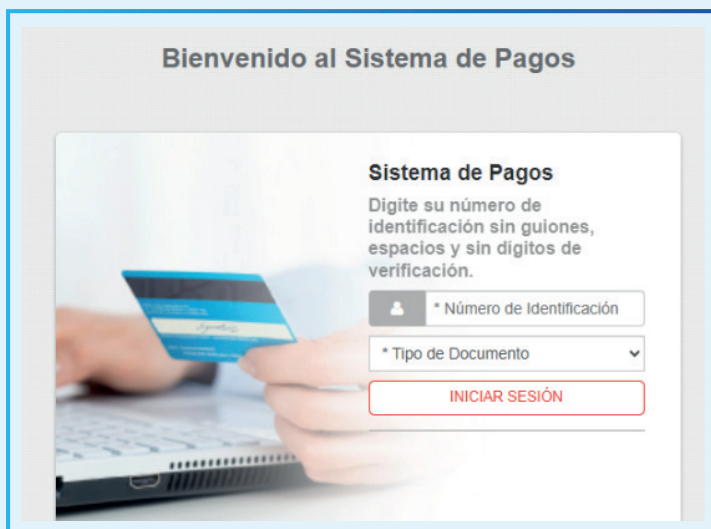 Bienvenido al Sistema de Pagos
Sistema de Pagos
Digite su número de
identificación sin guiones,
espacios y sin dígitos de
verificación.
* Número de Identificación
* Tipo de Documento
INICIAR SESIÓN